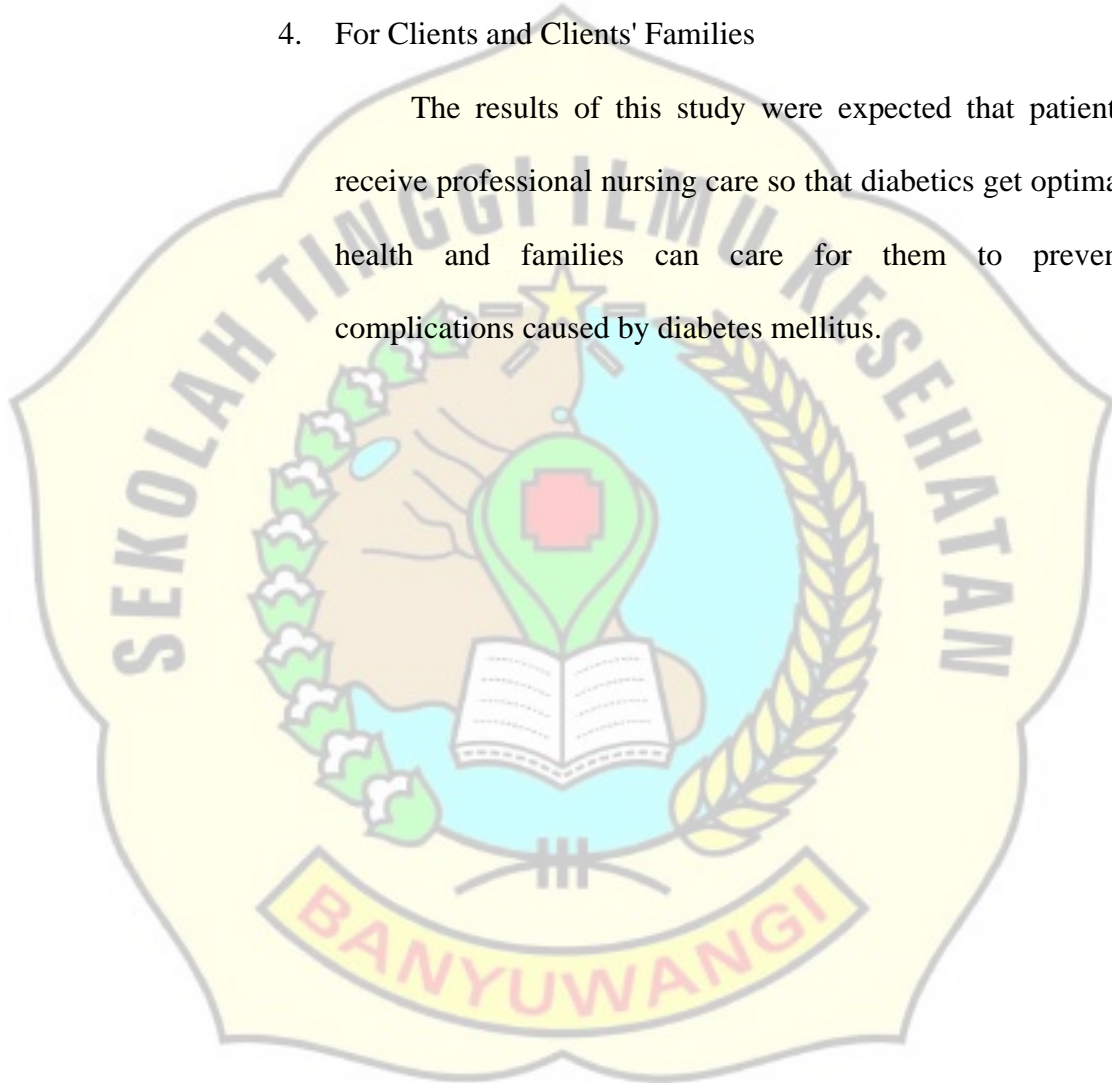 4. For Clients and Clients' Families
The results of this study were expected that patient
receive professional nursing care so that diabetics get optima
health and families can care for them to preven
complications caused by diabetes mellitus.
SEKOLAH TINGGI ILMU KESEHATAN
BANYUWANGI